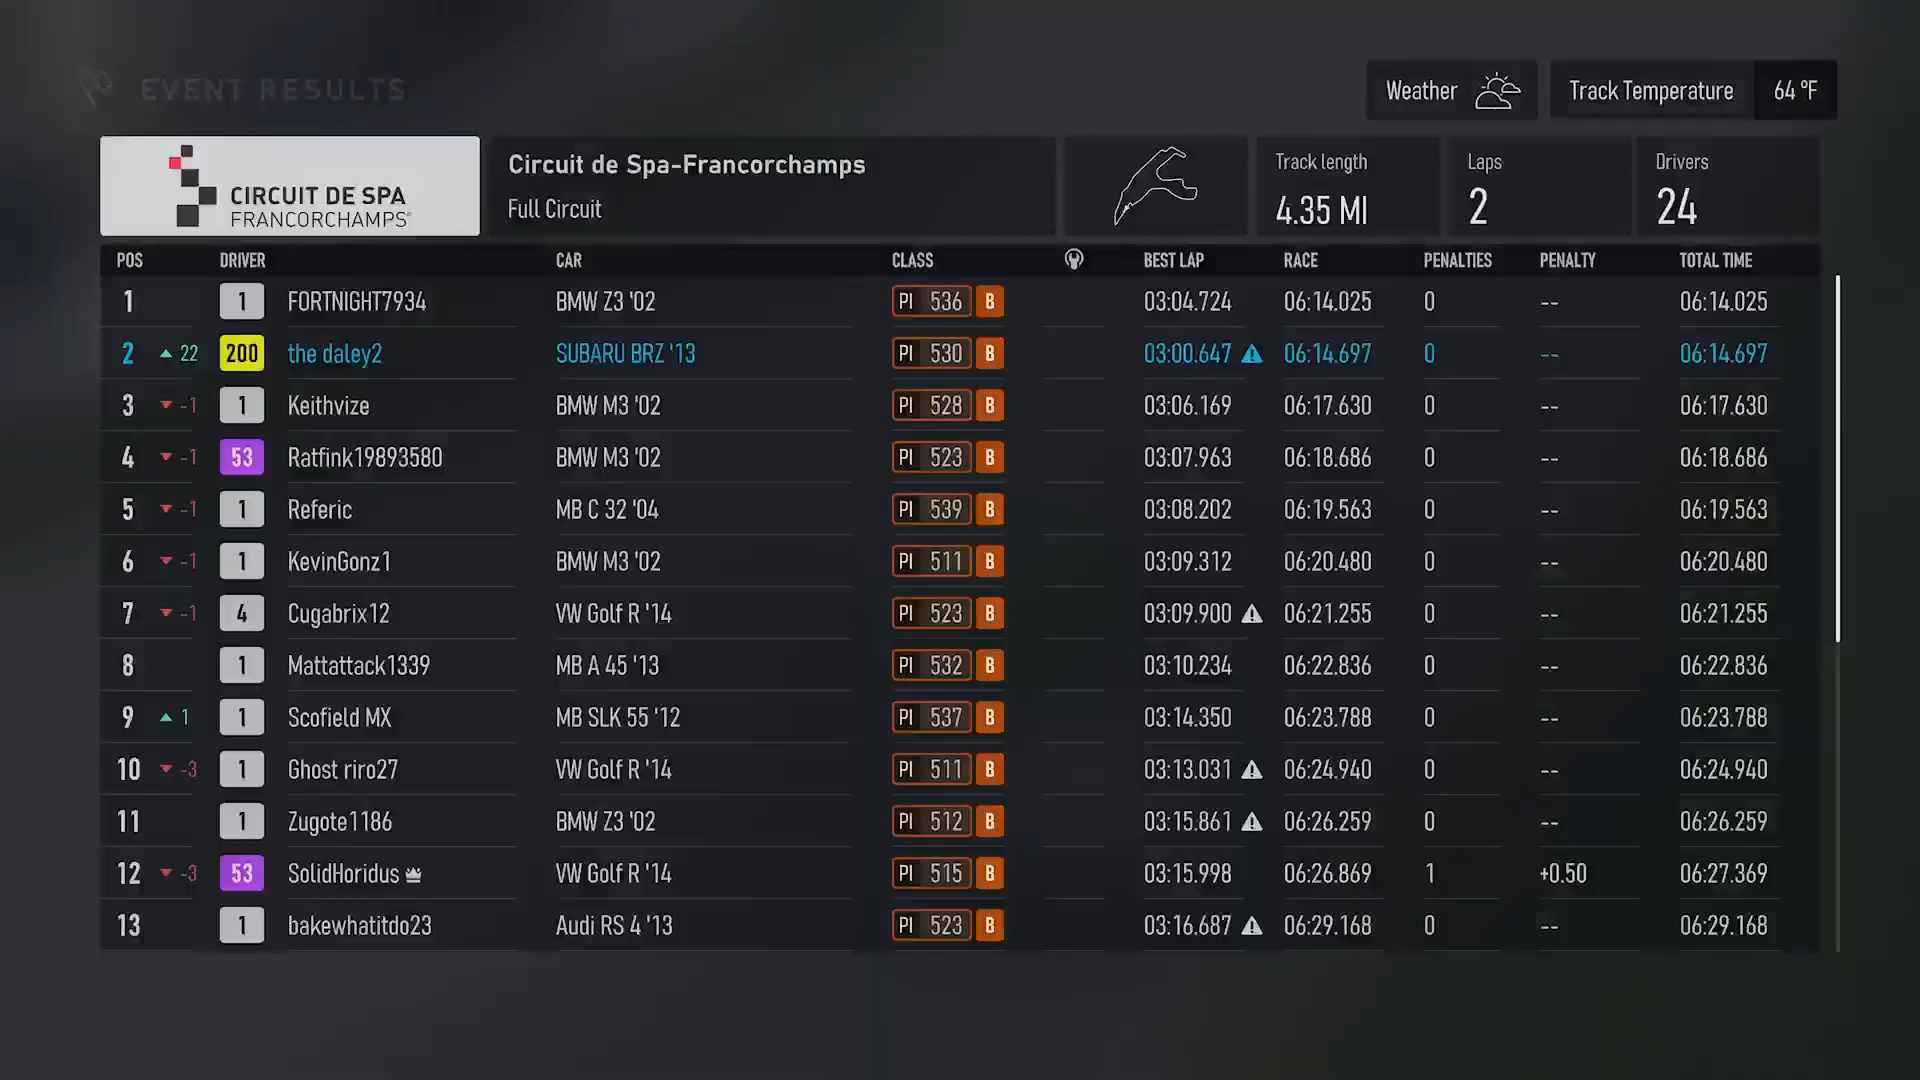 EVENT RESULTS
Weather Track Temperature 64 °F
CIRCUIT DE SPA
FRANCORCHAMPS
Circuit de Spa-Francorchamps
Full Circuit
Track length
4.35 MI
Laps
2
Drivers
24
POS DRIVER CAR CLASS BEST LAP RACE PENALTIES PENALTY TOTAL TIME
1 1 FORTNIGHT7934 BMW Z3 '02 PI 536 B 03:04.724 06:14.025 0 -- 06:14.025
2 22 200 the daley2 SUBARU BRZ '13 PI 530 B 03:00.647 06:14.697 0 -- 06:14.697
3 -1 1 Keithvize BMW M3 '02 PI 528 B 03:06.169 06:17.630 0 -- 06:17.630
4 -1 53 Ratfink19893580 BMW M3 '02 PI 523 B 03:07.963 06:18.686 0 -- 06:18.686
5 -1 1 Referic MB C 32 '04 PI 539 B 03:08.202 06:19.563 0 -- 06:19.563
6 -1 1 KevinGonz1 BMW M3 '02 PI 511 B 03:09.312 06:20.480 0 -- 06:20.480
7 -1 4 Cugabrix12 VW Golf R '14 PI 523 B 03:09.900 06:21.255 0 -- 06:21.255
8 1 Mattattack1339 MB A 45 '13 PI 532 B 03:10.234 06:22.836 0 -- 06:22.836
9 1 1 Scofield MX MB SLK 55 '12 PI 537 B 03:14.350 06:23.788 0 -- 06:23.788
10 -3 1 Ghost riro27 VW Golf R '14 PI 511 B 03:13.031 06:24.940 0 -- 06:24.940
11 1 Zugote1186 BMW Z3 '02 PI 512 B 03:15.861 06:26.259 0 -- 06:26.259
12 -3 53 SolidHoridus VW Golf R '14 PI 515 B 03:15.998 06:26.869 1 +0.50 06:27.369
13 1 bakewhatitdo23 Audi RS 4 '13 PI 523 B 03:16.687 06:29.168 0 -- 06:29.168